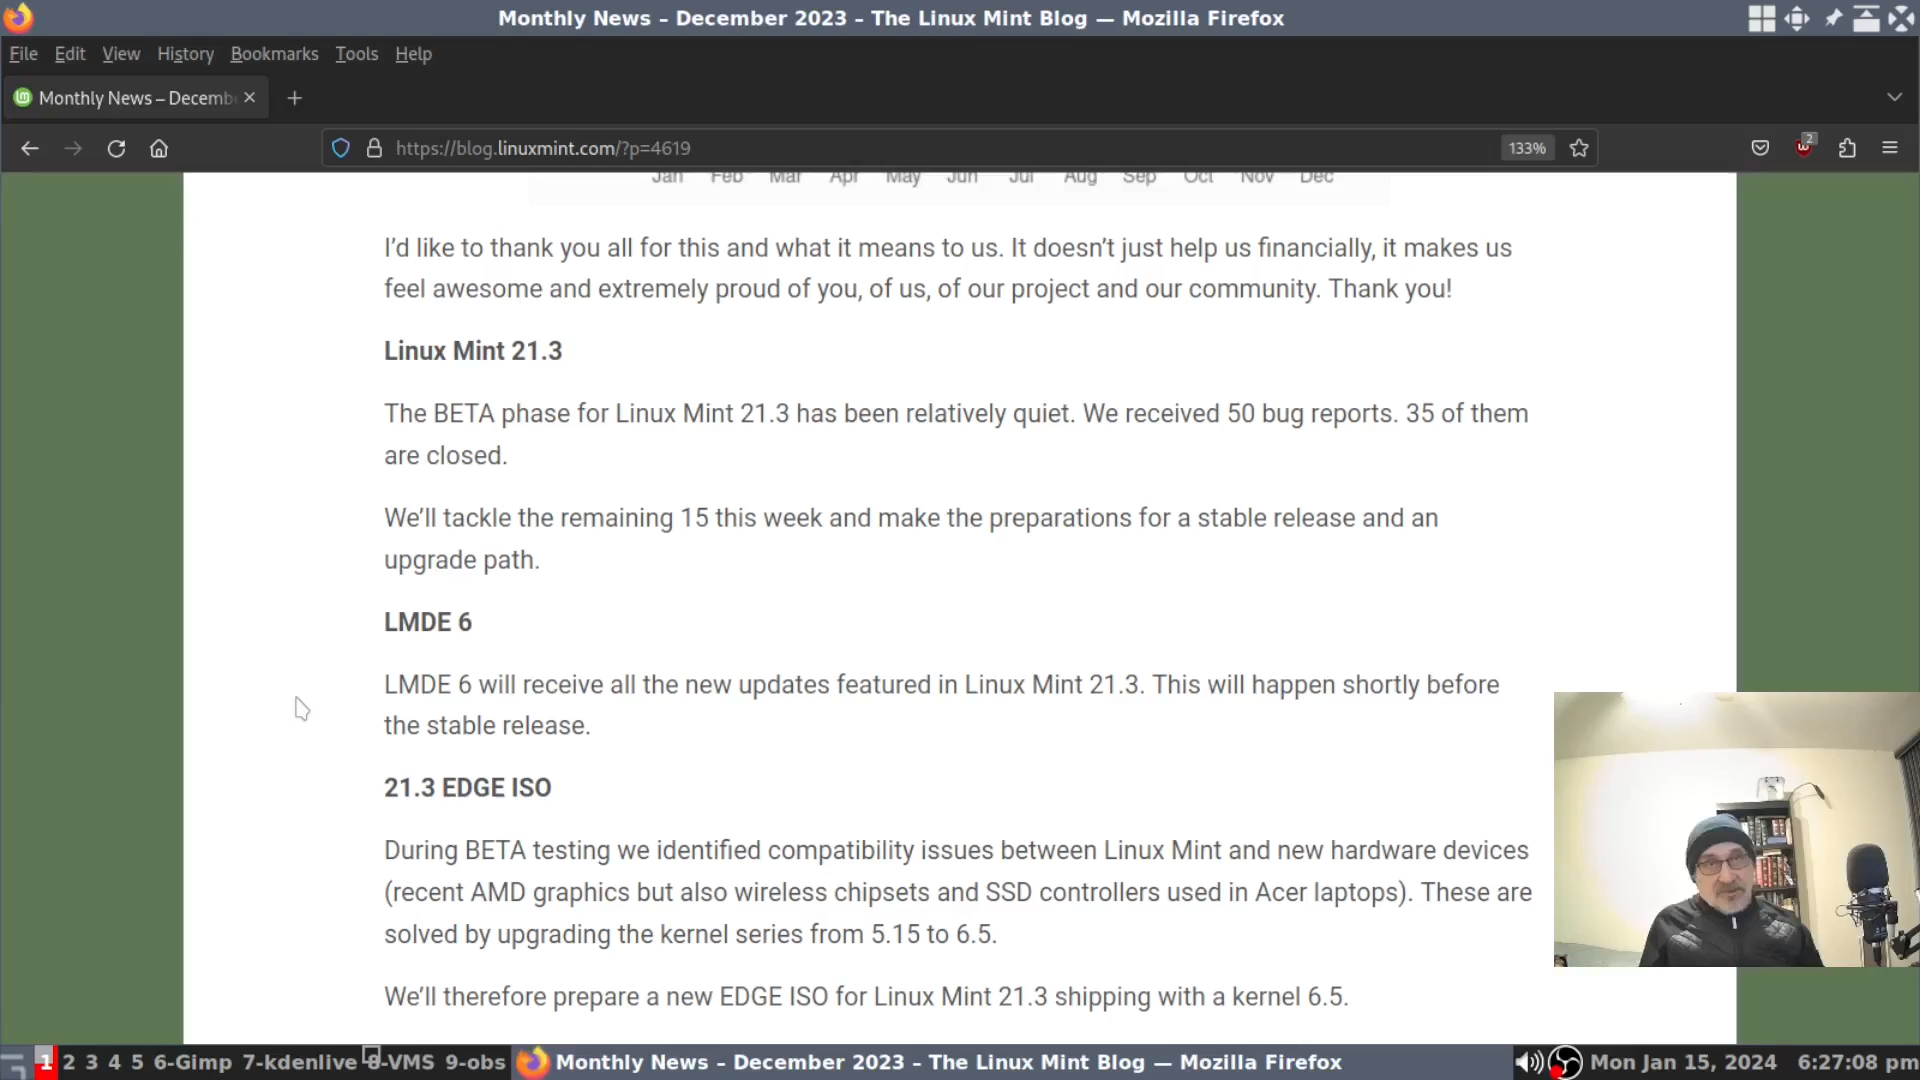 Monthly News – December 2023 – The Linux Mint Blog — Mozilla Firefox
File Edit View History Bookmarks Tools Help
Monthly News – Decemb
https://blog.linuxmint.com/?p=4619
133%
2
Jan Feb Mar Apr May Jun Jul Aug Sep Oct Nov Dec
I’d like to thank you all for this and what it means to us. It doesn’t just help us financially, it makes us
feel awesome and extremely proud of you, of us, of our project and our community. Thank you!
Linux Mint 21.3
The BETA phase for Linux Mint 21.3 has been relatively quiet. We received 50 bug reports. 35 of them
are closed.
We’ll tackle the remaining 15 this week and make the preparations for a stable release and an
upgrade path.
LMDE 6
LMDE 6 will receive all the new updates featured in Linux Mint 21.3. This will happen shortly before
the stable release.
21.3 EDGE ISO
During BETA testing we identified compatibility issues between Linux Mint and new hardware devices
(recent AMD graphics but also wireless chipsets and SSD controllers used in Acer laptops). These are
solved by upgrading the kernel series from 5.15 to 6.5.
We’ll therefore prepare a new EDGE ISO for Linux Mint 21.3 shipping with a kernel 6.5.
1 2 3 4 5 6-Gimp 7-kdenlive 8-VMS 9-obs Monthly News – December 2023 – The Linux Mint Blog — Mozilla Firefox Mon Jan 15, 2024 6:27:08 pm